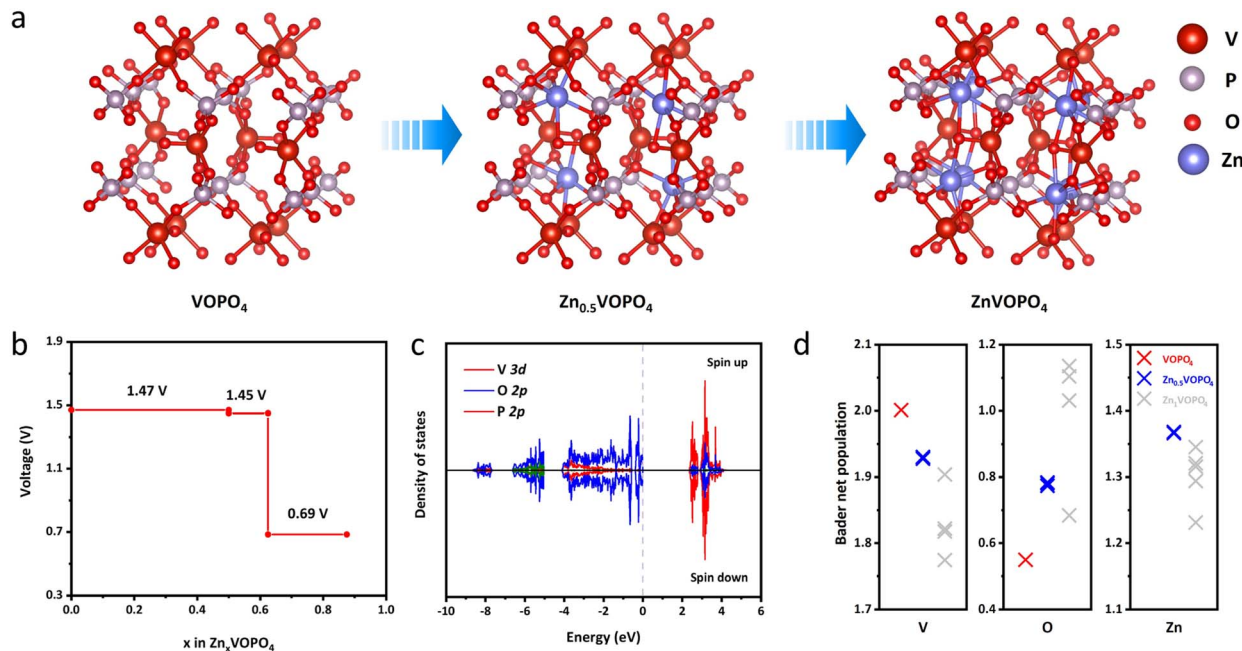 a
V
P
O
Zn
VOPO₄
Zn₀.₅VOPO₄
ZnVOPO₄
b
Voltage (V)
1.9
1.5
1.1
0.7
0.3
1.47 V
1.45 V
0.69 V
0.0 0.2 0.4 0.6 0.8 1.0
x in ZnₓVOPO₄
c
Density of states
V 3d
O 2p
P 2p
Spin up
Spin down
-10 -8 -6 -4 -2 0 2 4 6
Energy (eV)
d
Bader net population
2.1
2.0
1.9
1.8
1.7
V
1.2
1.0
0.8
0.6
0.4
O
1.5
1.4
1.3
1.2
1.1
VOPO₄
Zn₀.₅VOPO₄
Zn₁VOPO₄
Zn